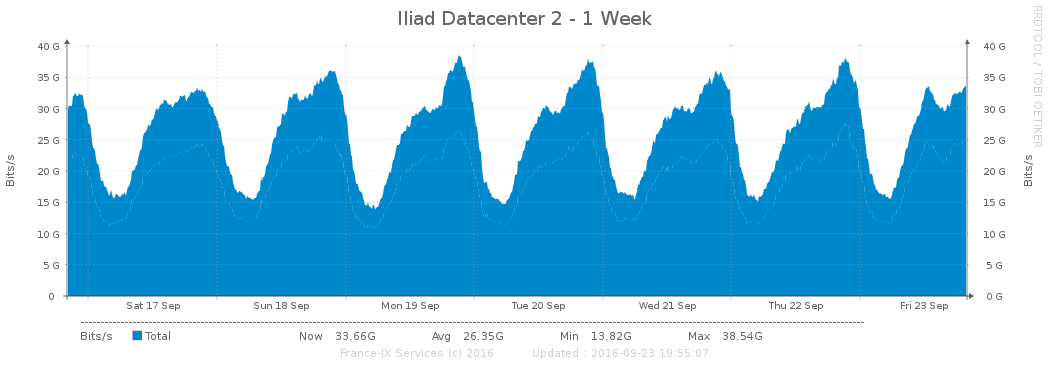 Iliad Datacenter 2 - 1 Week
RRDTOOL / TOBI OETIKER
40 G 40 G
35 G 35 G
30 G 30 G
25 G 25 G
20 G 20 G
15 G 15 G
10 G 10 G
5 G 5 G
0 0 G
Bits/s
Bits/s
Sat 17 Sep Sun 18 Sep Mon 19 Sep Tue 20 Sep Wed 21 Sep Thu 22 Sep Fri 23 Sep
Bits/s Total Now 33.66G Avg 26.35G Min 13.82G Max 38.54G
France-IX Services (c) 2016 Updated : 2016-09-23 19:55:07